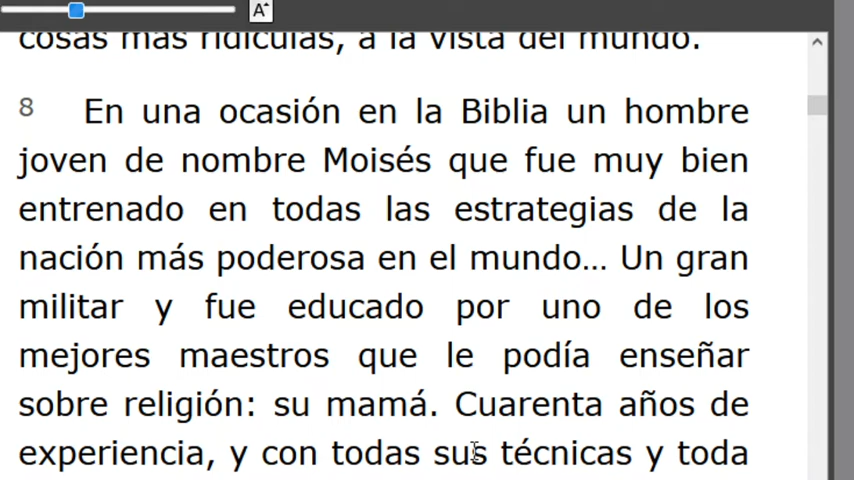 A
cosas más ridículas, a la vista del mundo.
8 En una ocasión en la Biblia un hombre
joven de nombre Moisés que fue muy bien
entrenado en todas las estrategias de la
nación más poderosa en el mundo… Un gran
militar y fue educado por uno de los
mejores maestros que le podía enseñar
sobre religión: su mamá. Cuarenta años de
experiencia, y con todas sus técnicas y toda